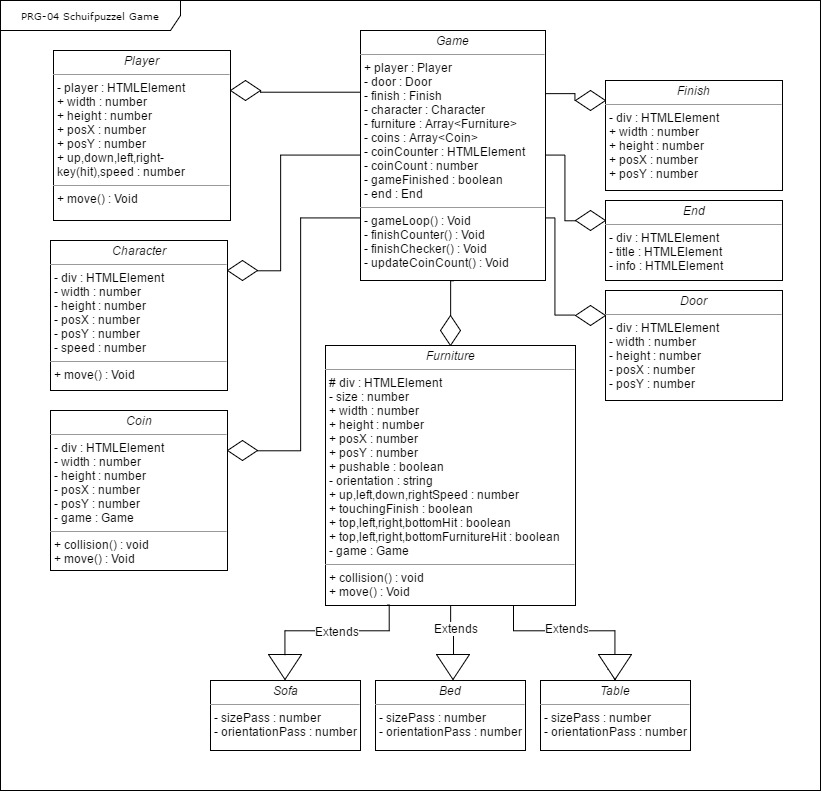 PRG-04 Schuifpuzzel Game
Player
- player : HTMLElement
+ width : number
+ height : number
+ posX : number
+ posY : number
+ up,down,left,right-
key(hit),speed : number
+ move() : Void
Character
- div : HTMLElement
- width : number
- height : number
- posX : number
- posY : number
- speed : number
+ move() : Void
Coin
- div : HTMLElement
- width : number
- height : number
- posX : number
- posY : number
- game : Game
+ collision() : void
+ move() : Void
Game
+ player : Player
- door : Door
- finish : Finish
- character : Character
- furniture : Array<Furniture>
- coins : Array<Coin>
- coinCounter : HTMLElement
- coinCount : number
- gameFinished : boolean
- end : End
- gameLoop() : Void
- finishCounter() : Void
- finishChecker() : Void
- updateCoinCount() : Void
Finish
- div : HTMLElement
+ width : number
+ height : number
+ posX : number
+ posY : number
End
- div : HTMLElement
- title : HTMLElement
- info : HTMLElement
Door
- div : HTMLElement
- width : number
- height : number
- posX : number
- posY : number
Furniture
# div : HTMLElement
- size : number
+ width : number
+ height : number
+ posX : number
+ posY : number
+ pushable : boolean
- orientation : string
+ up,left,down,rightSpeed : number
+ touchingFinish : boolean
+ top,left,right,bottomHit : boolean
+ top,left,right,bottomFurnitureHit : boolean
- game : Game
+ collision() : void
+ move() : Void
Extends
Extends
Extends
Sofa
- sizePass : number
- orientationPass : number
Bed
- sizePass : number
- orientationPass : number
Table
- sizePass : number
- orientationPass : number